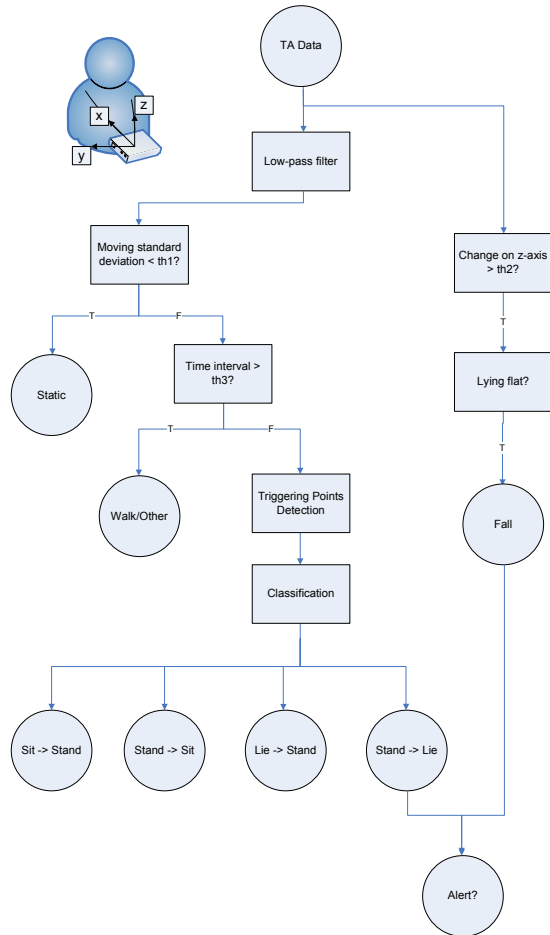 TA Data
z
x
y
Low-pass filter
Moving standard
deviation < th1?
Change on z-axis
> th2?
T
F
T
Static
Time interval >
th3?
Lying flat?
T
F
T
Walk/Other
Triggering Points
Detection
Fall
Classification
Sit -> Stand
Stand -> Sit
Lie -> Stand
Stand -> Lie
Alert?